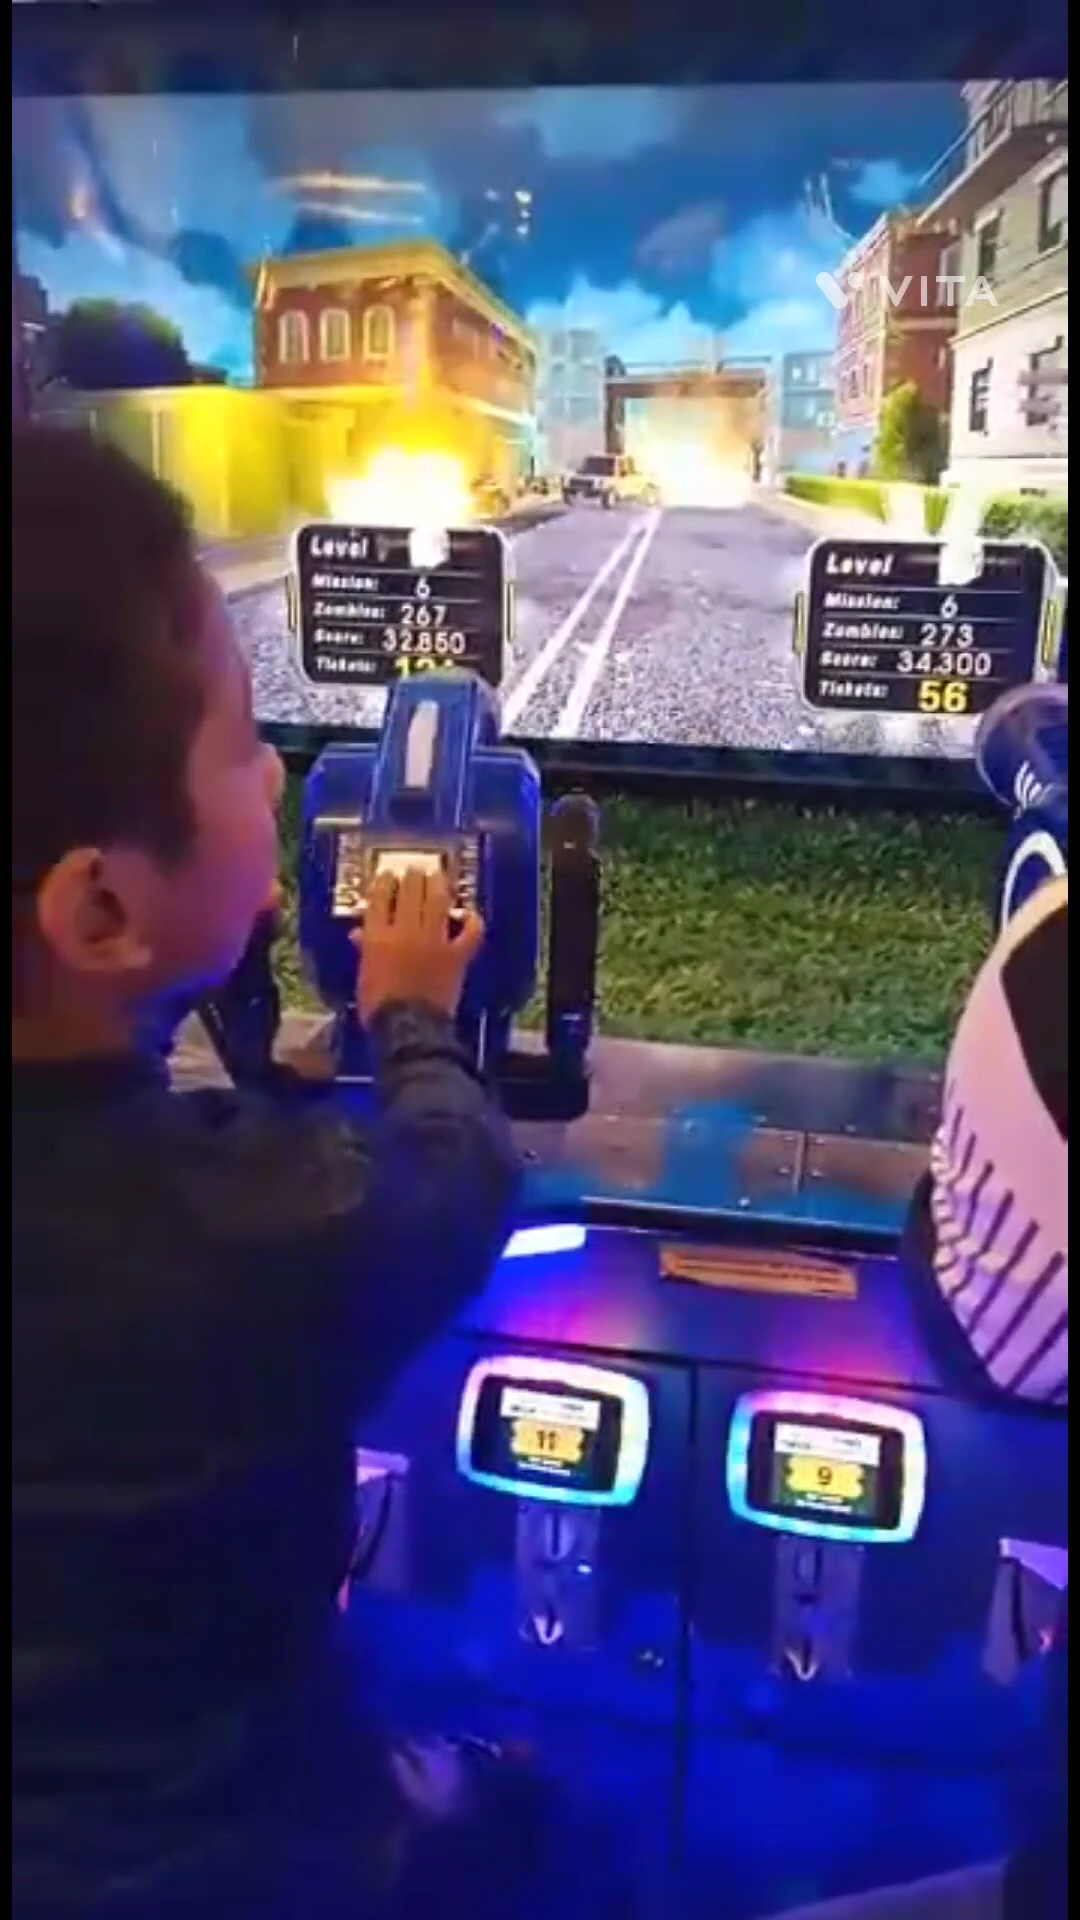 VITA
Level
Mission: 6
Zombies: 267
Score: 32,850
Tickets:
Level
Mission: 6
Zombies: 273
Score: 34,300
Tickets: 56
11
9